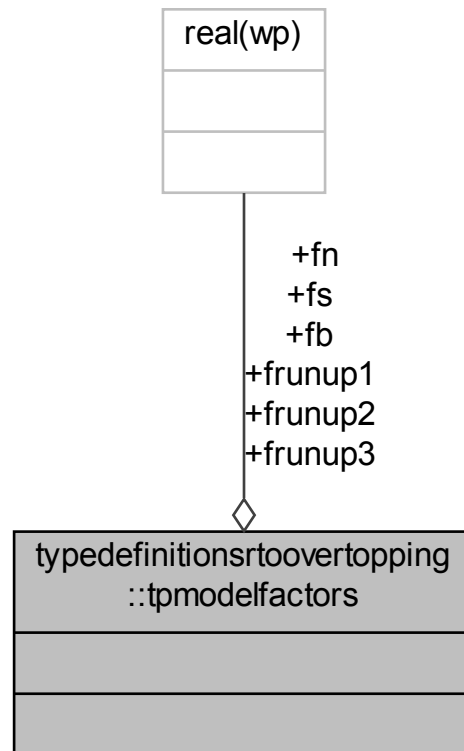 real(wp)
+fn
+fs
+fb
+frunup1
+frunup2
+frunup3
typedefinitionsrtoovertopping
::tpmodelfactors